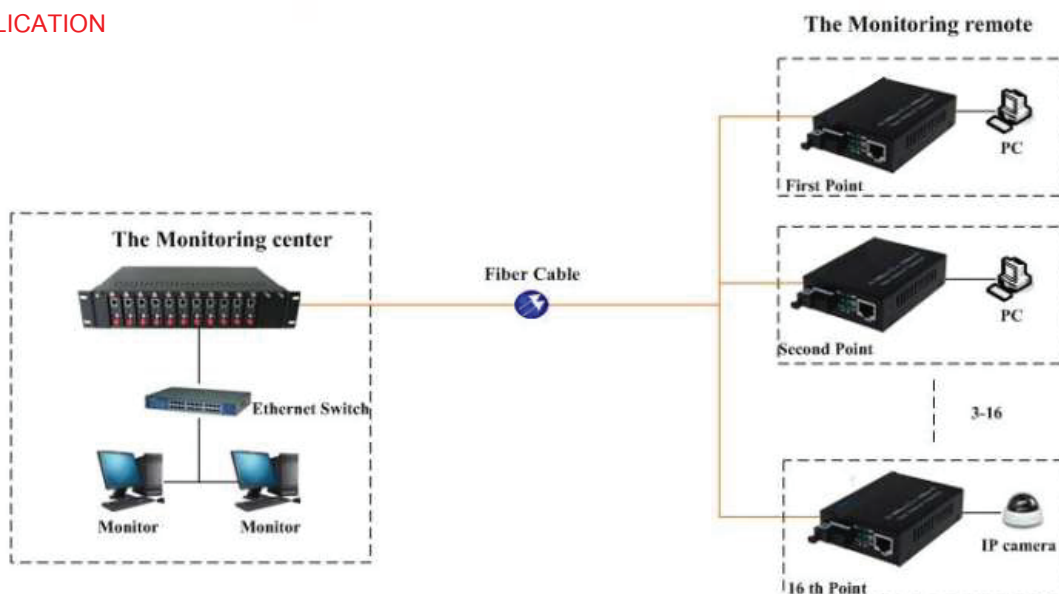 LICATION
The Monitoring remote
PC
First Point
The Monitoring center
Fiber Cable
PC
Second Point
Ethernet Switch
3-16
Monitor
Monitor
IP camera
16 th Point